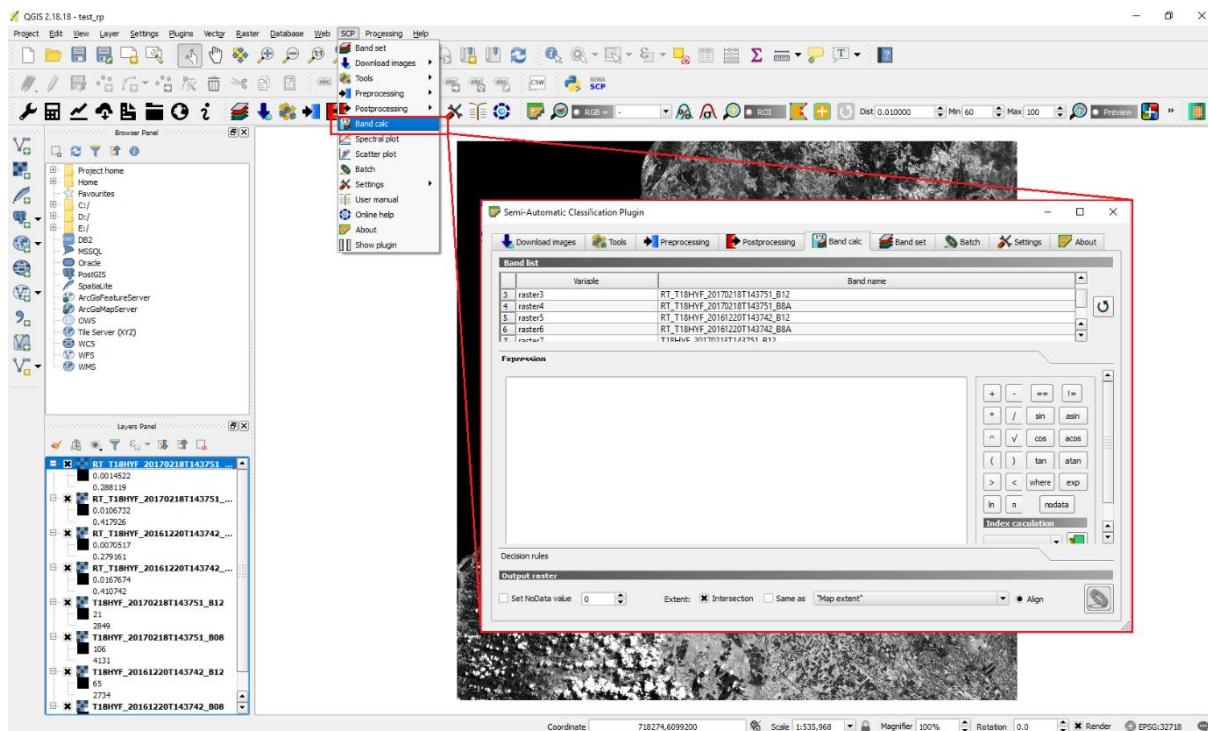 QGIS 2.18.18 - test_rp
Project Edit View Layer Settings Plugins Vector Raster Database Web SCP Processing Help
Band set
Download images
Tools
Preprocessing
Postprocessing
Band calc
Spectral plot
Scatter plot
Batch
Settings
User manual
Online help
About
Show plugin
CSW
SCP
RGB = -
ROI
Dist 0.010000 Min 60 Max 100 Preview
Browser Panel
Project home
Home
Favourites
C:/
D:/
E:/
DB2
MSSQL
Oracle
PostGIS
SpatiaLite
ArcGisFeatureServer
ArcGisMapServer
OWS
Tile Server (XYZ)
WCS
WFS
WMS
Layers Panel
RT_T18HYF_20170218T143751_...
0.0014522
0.288119
RT_T18HYF_20170218T143751_...
0.0106732
0.417926
RT_T18HYF_20161220T143742_...
0.0070517
0.279161
RT_T18HYF_20161220T143742_...
0.0167674
0.410742
T18HYF_20170218T143751_B12
21
2849
T18HYF_20170218T143751_B08
106
4131
T18HYF_20161220T143742_B12
65
2734
T18HYF_20161220T143742_B08
Semi-Automatic Classification Plugin
Download images Tools Preprocessing Postprocessing Band calc Band set Batch Settings About
Band list
Variable Band name
3 raster3 RT_T18HYF_20170218T143751_B12
4 raster4 RT_T18HYF_20170218T143751_B8A
5 raster5 RT_T18HYF_20161220T143742_B12
6 raster6 RT_T18HYF_20161220T143742_B8A
7 raster7 T18HYF_20170218T143751_B12
Expression
+ - == !=
* / sin asin
^ √ cos acos
( ) tan atan
> < where exp
ln π nodata
Index caculation
Decision rules
Output raster
Set NoData value 0 Extent: Intersection Same as "Map extent" Align
Coordinate 718274,6099200 Scale 1:535,968 Magnifier 100% Rotation 0.0 Render EPSG:32718